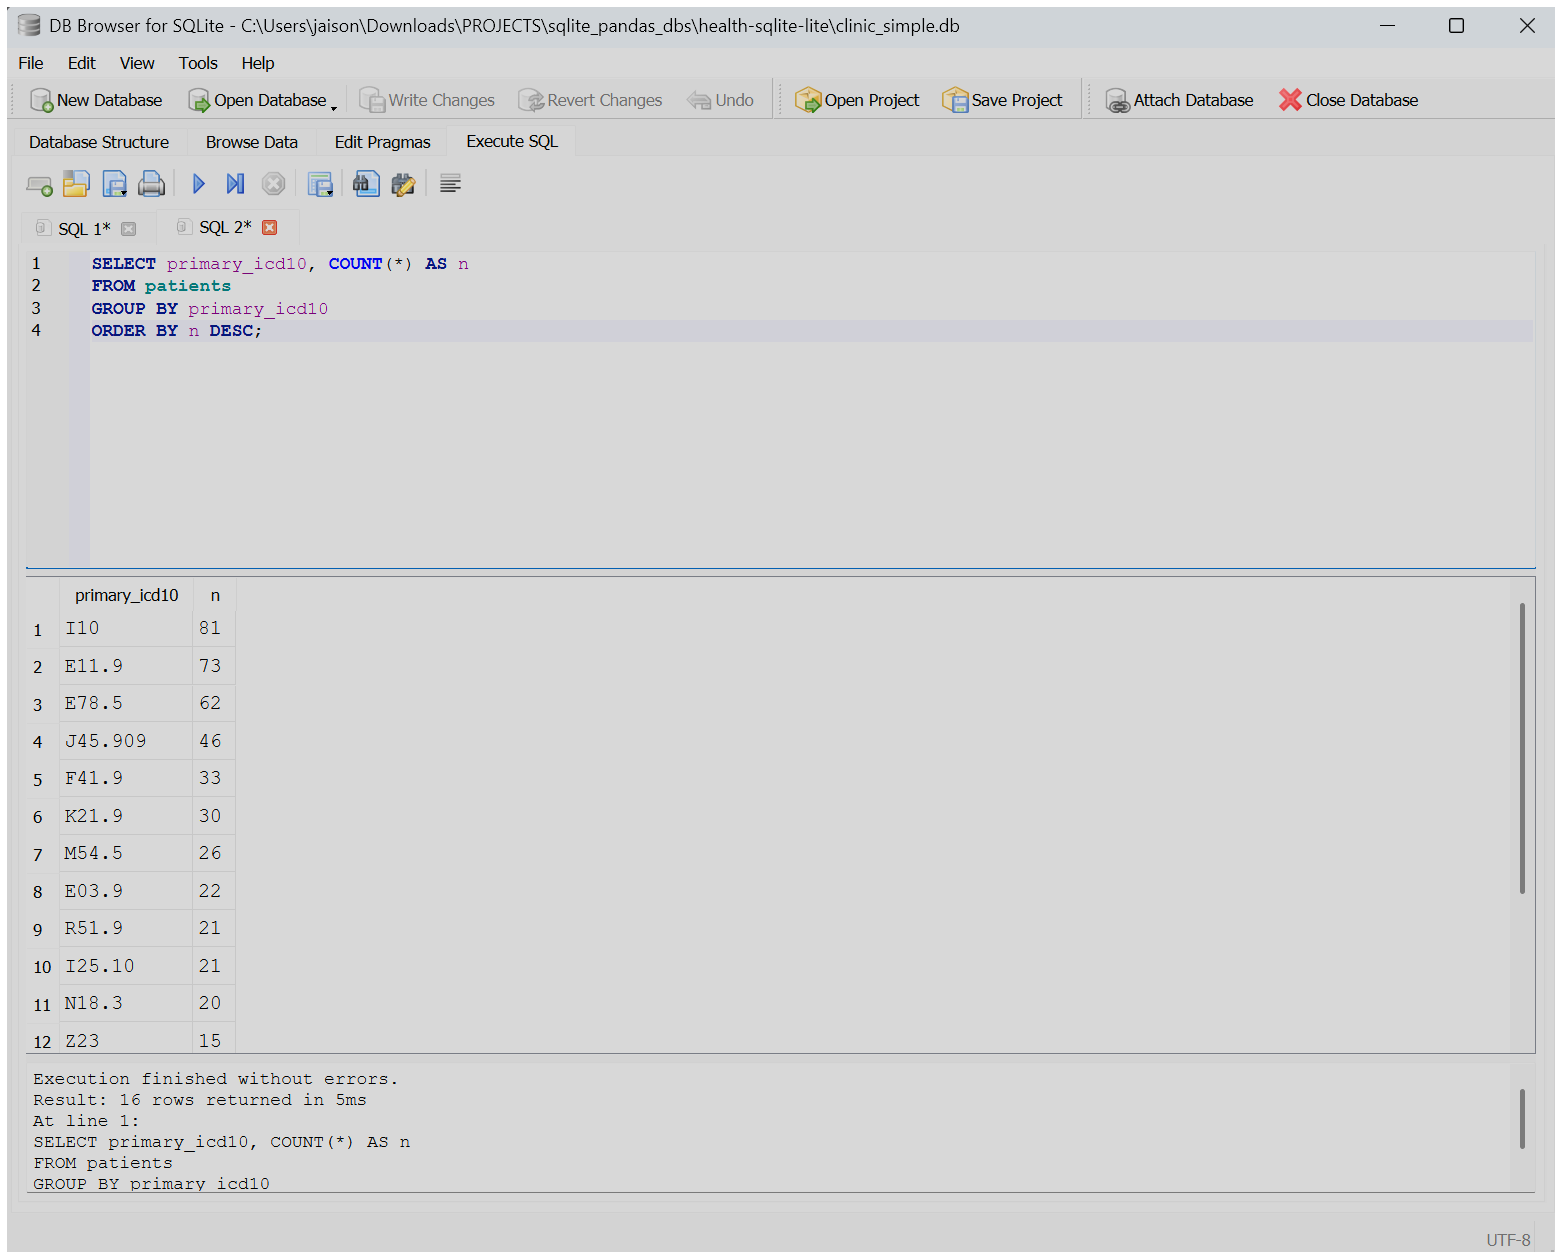 DB Browser for SQLite - C:\Users\jaison\Downloads\PROJECTS\sqlite_pandas_dbs\health-sqlite-lite\clinic_simple.db
File Edit View Tools Help
New Database Open Database Write Changes Revert Changes Undo Open Project Save Project Attach Database Close Database
Database Structure Browse Data Edit Pragmas Execute SQL
SQL 1* SQL 2*
1 SELECT primary_icd10, COUNT(*) AS n
2 FROM patients
3 GROUP BY primary_icd10
4 ORDER BY n DESC;
primary_icd10 n
1 I10 81
2 E11.9 73
3 E78.5 62
4 J45.909 46
5 F41.9 33
6 K21.9 30
7 M54.5 26
8 E03.9 22
9 R51.9 21
10 I25.10 21
11 N18.3 20
12 Z23 15
Execution finished without errors.
Result: 16 rows returned in 5ms
At line 1:
SELECT primary_icd10, COUNT(*) AS n
FROM patients
GROUP BY primary_icd10
UTF-8